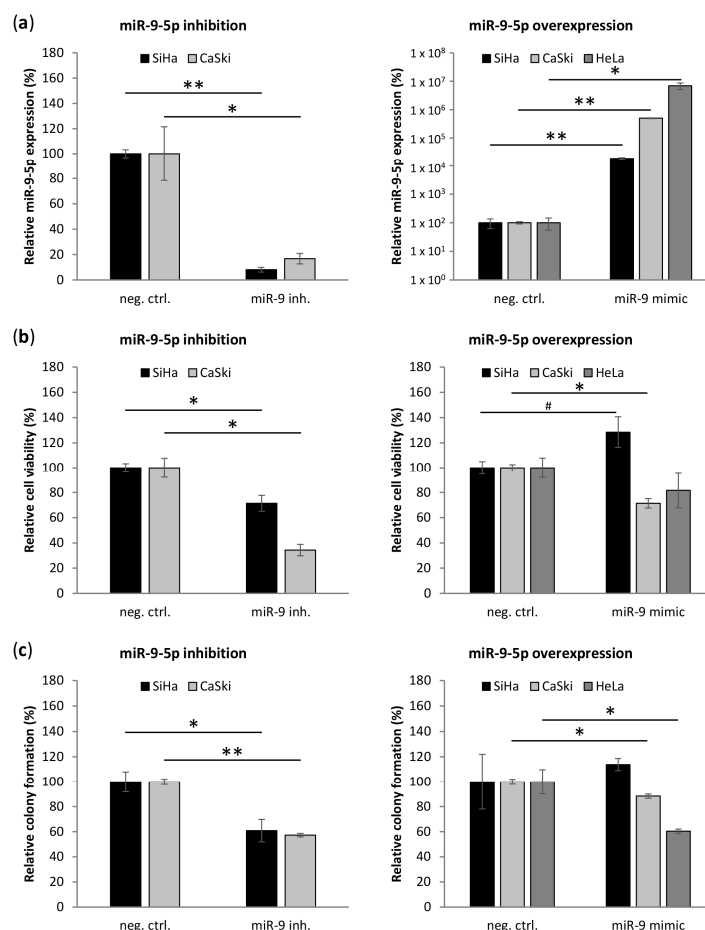 (a)
miR-9-5p inhibition
Relative miR-9-5p expression (%)
180
160
140
120
100
80
60
40
20
0
SiHa CaSki
**
*
neg. ctrl. miR-9 inh.
miR-9-5p overexpression
Relative miR-9-5p expression (%)
1 x 10⁸
1 x 10⁷
1 x 10⁶
1 x 10⁵
1 x 10⁴
1 x 10³
1 x 10²
1 x 10¹
1 x 10⁰
SiHa CaSki HeLa
*
**
**
neg. ctrl. miR-9 mimic
(b)
miR-9-5p inhibition
Relative cell viability (%)
180
160
140
120
100
80
60
40
20
0
SiHa CaSki
*
*
neg. ctrl. miR-9 inh.
miR-9-5p overexpression
Relative cell viability (%)
180
160
140
120
100
80
60
40
20
0
SiHa CaSki HeLa
*
#
neg. ctrl. miR-9 mimic
(c)
miR-9-5p inhibition
Relative colony formation (%)
180
160
140
120
100
80
60
40
20
0
SiHa CaSki
*
**
neg. ctrl. miR-9 inh.
miR-9-5p overexpression
Relative colony formation (%)
180
160
140
120
100
80
60
40
20
0
SiHa CaSki HeLa
*
*
neg. ctrl. miR-9 mimic